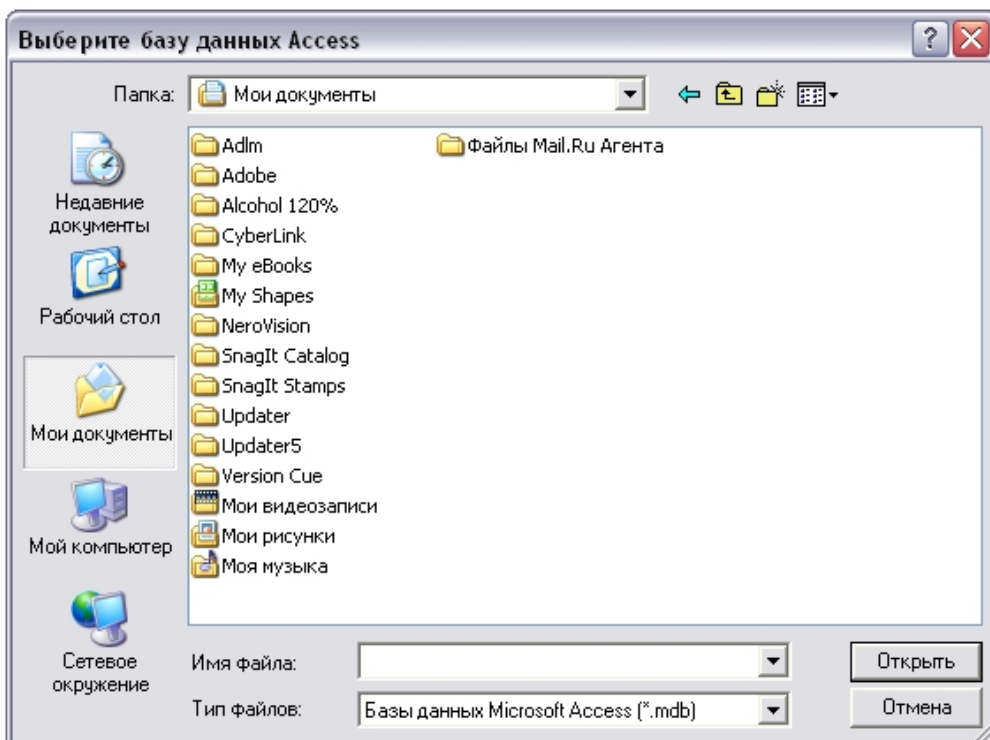 Выберите базу данных Access
Папка:
Мои документы
Недавние
документы
Рабочий стол
Мои документы
Мой компьютер
Сетевое
окружение
Adlm
Adobe
Alcohol 120%
CyberLink
My eBooks
My Shapes
NeroVision
SnagIt Catalog
SnagIt Stamps
Updater
Updater5
Version Cue
Мои видеозаписи
Мои рисунки
Моя музыка
Файлы Mail.Ru Агента
Имя файла:
Открыть
Тип файлов:
Базы данных Microsoft Access (*.mdb)
Отмена